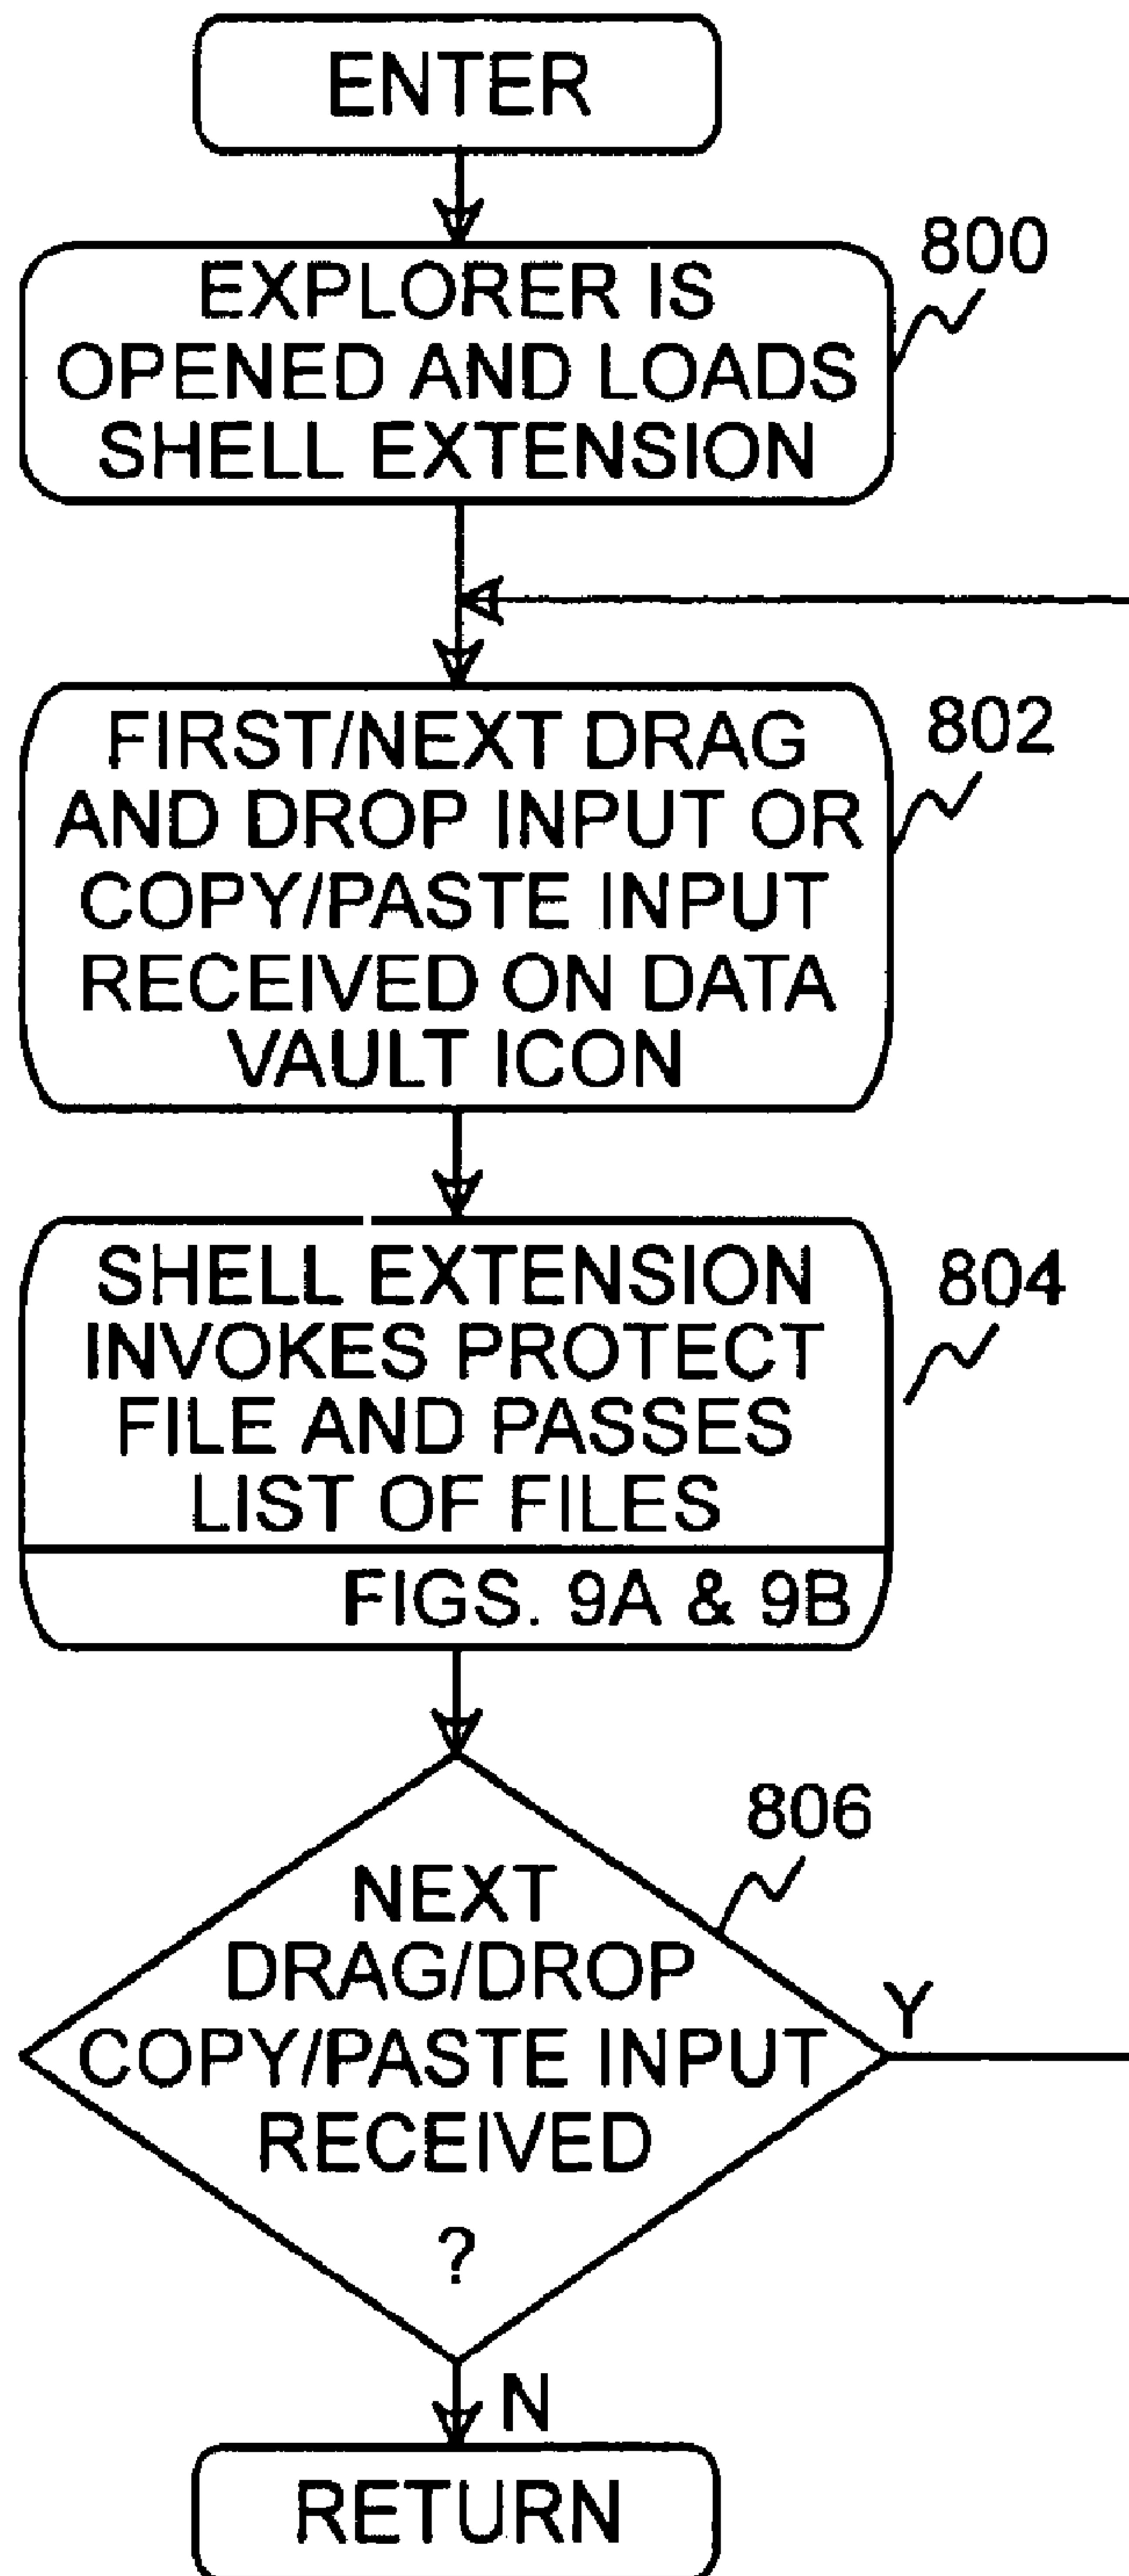 ENTER
800
EXPLORER IS
OPENED AND LOADS
SHELL EXTENSION
802
FIRST/NEXT DRAG
AND DROP INPUT OR
COPY/PASTE INPUT
RECEIVED ON DATA
VAULT ICON
804
SHELL EXTENSION
INVOKES PROTECT
FILE AND PASSES
LIST OF FILES
FIGS. 9A & 9B
806
NEXT
DRAG/DROP
COPY/PASTE INPUT
RECEIVED
?
Y
N
RETURN